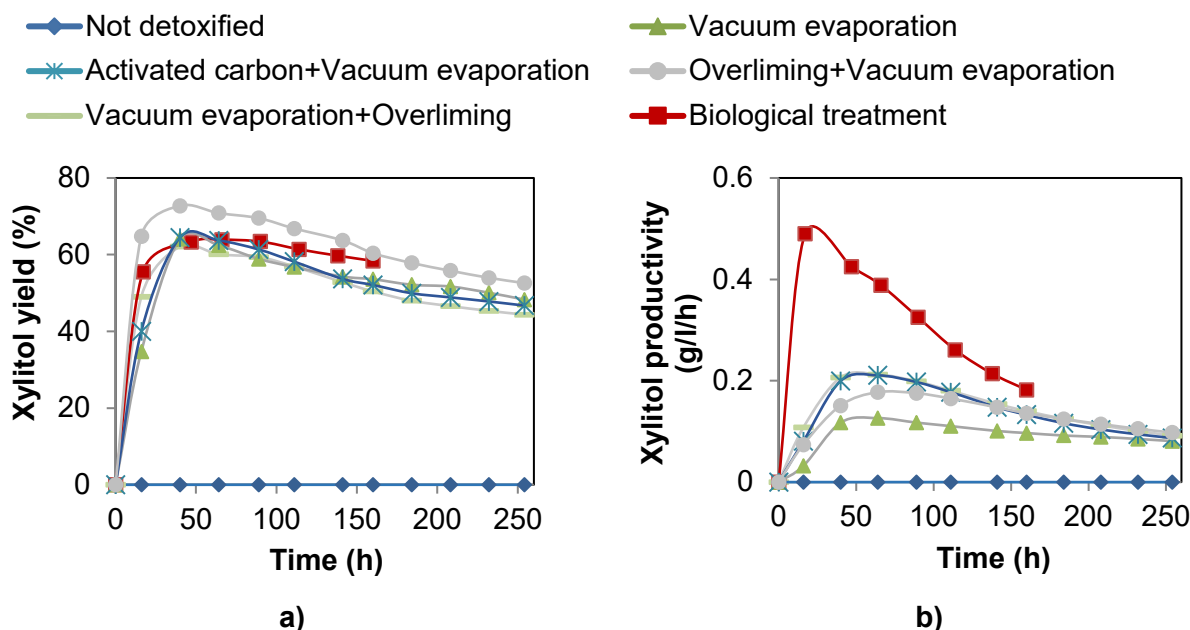 Not detoxified
Vacuum evaporation
Activated carbon+Vacuum evaporation
Overliming+Vacuum evaporation
Vacuum evaporation+Overliming
Biological treatment
Xylitol yield (%)
80
60
40
20
0
0 50 100 150 200 250
Time (h)
a)
Xylitol productivity
(g/l/h)
0.6
0.4
0.2
0
0 50 100 150 200 250
Time (h)
b)